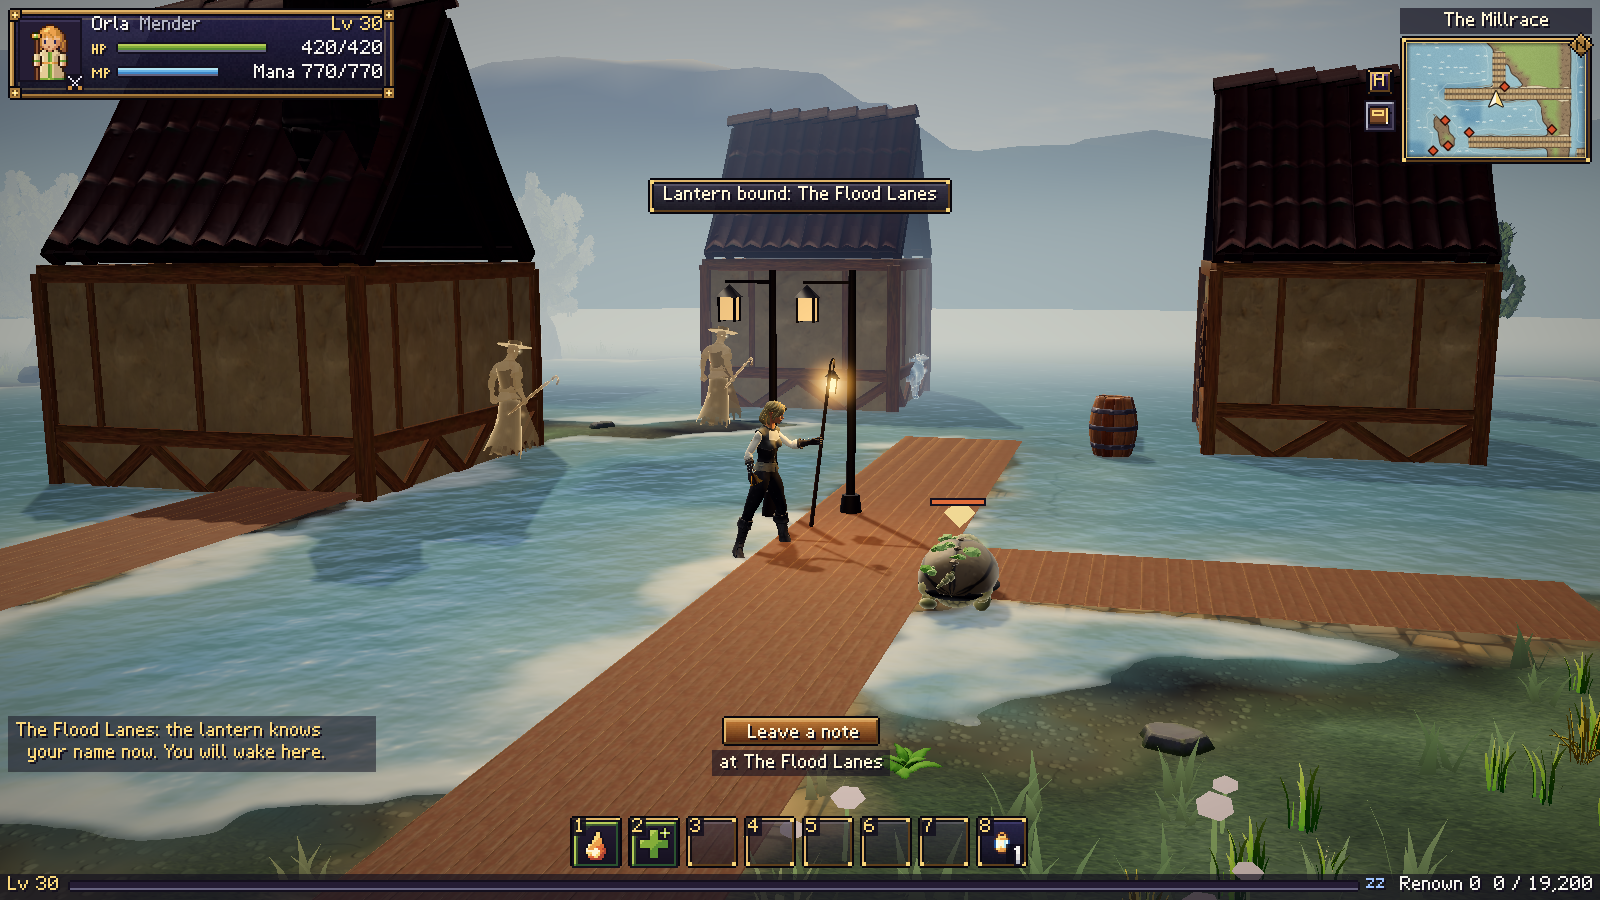 Orla Mender Lv 30
HP 420/420
MP Mana 770/770
The Millrace
N
Lantern bound: The Flood Lanes
The Flood Lanes: the lantern knows
your name now. You will wake here.
Leave a note
at The Flood Lanes
1 2 3 4 5 6 7 8
1
Lv 30 zz Renown 0 0 / 19,200